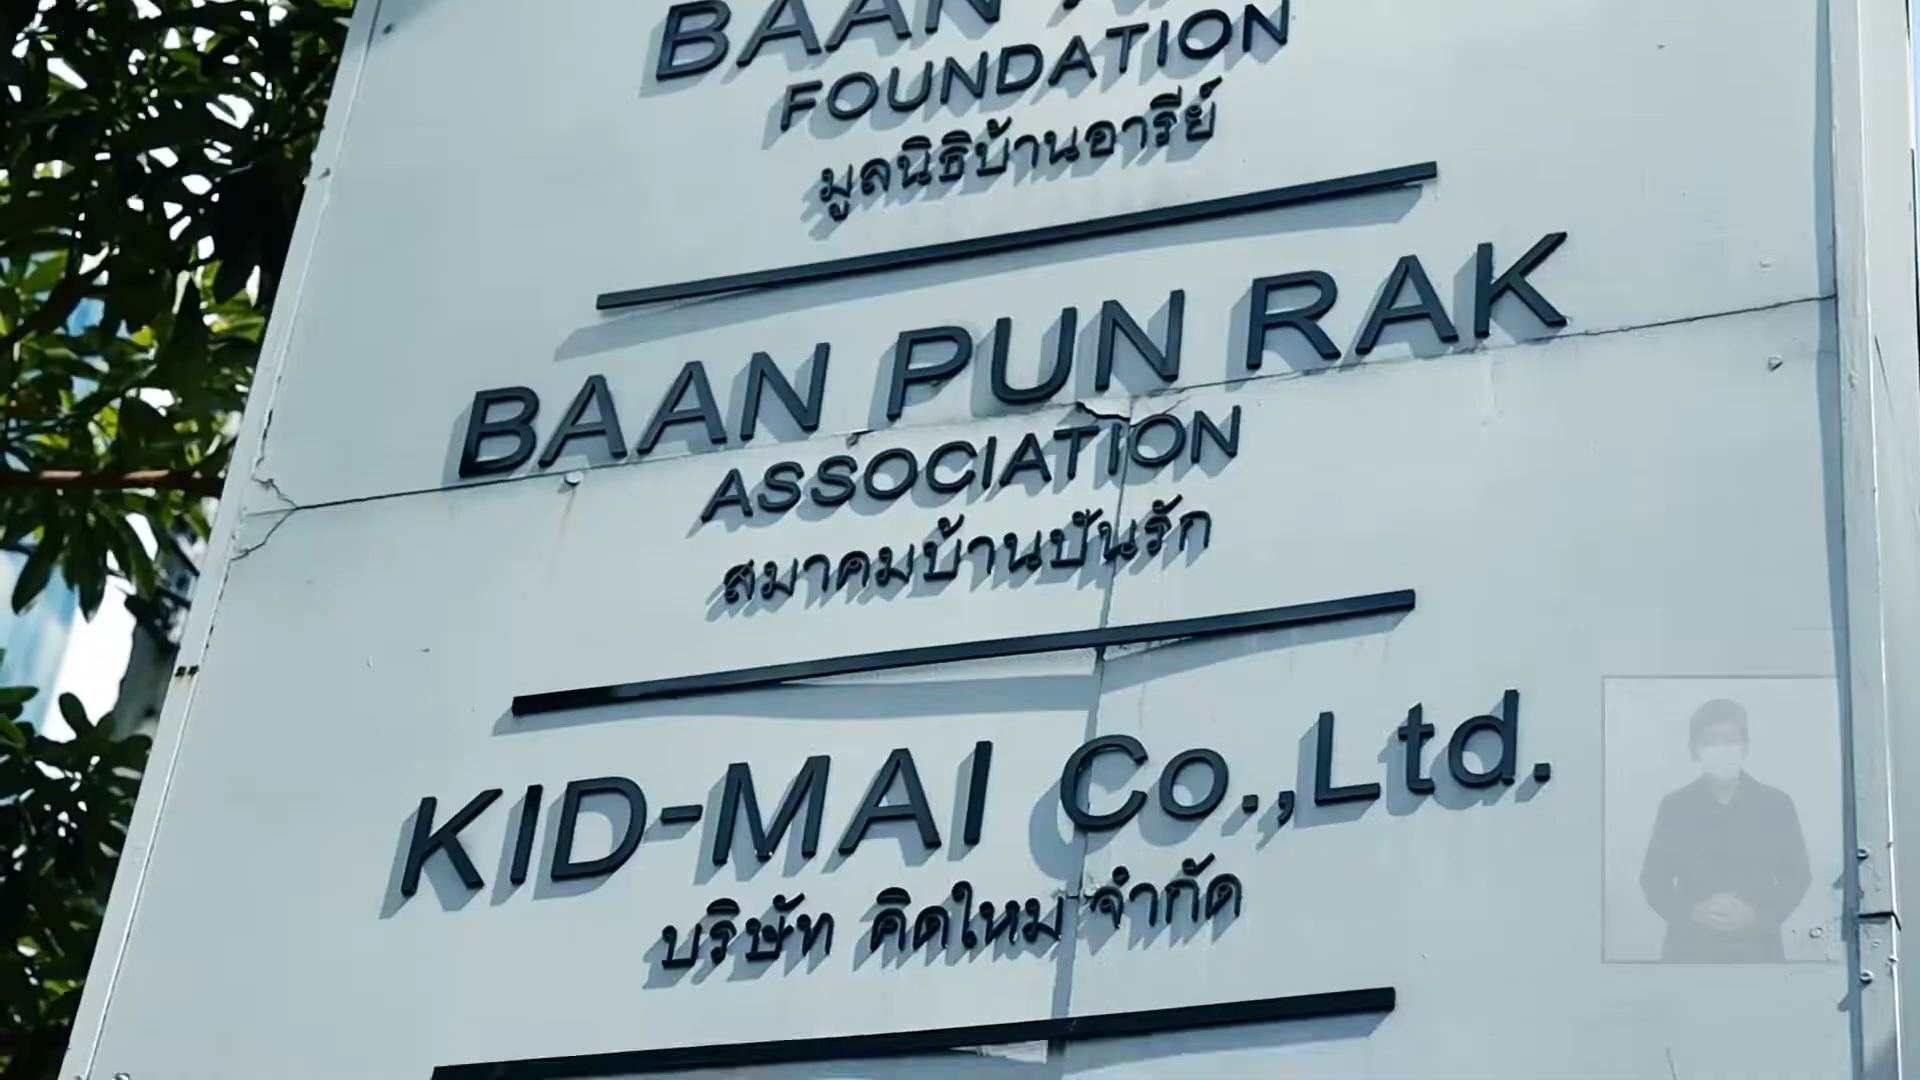 BAAN
FOUNDATION
มูลนิธิบ้านอารีย์
BAAN PUN RAK
ASSOCIATION
สมาคมบ้านปันรัก
KID-MAI Co.,Ltd.
บริษัท คิดใหม่ จำกัด